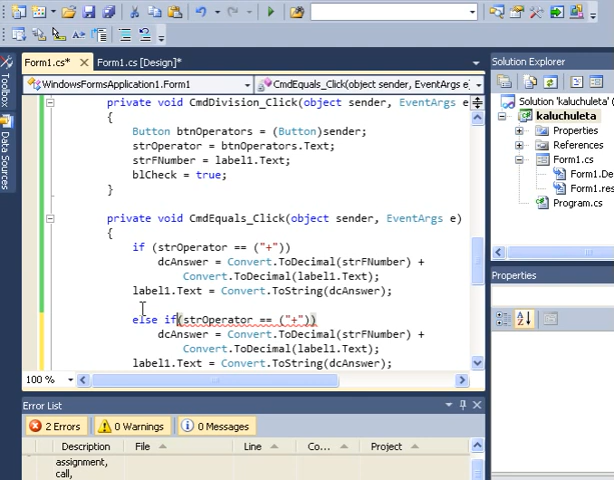 Form1.cs* Form1.cs [Design]*
WindowsFormsApplication1.Form1 CmdEquals_Click(object sender, EventArgs e)
private void CmdDivision_Click(object sender, EventArgs e
{
Button btnOperators = (Button)sender;
strOperator = btnOperators.Text;
strFNumber = label1.Text;
blCheck = true;
}
private void CmdEquals_Click(object sender, EventArgs e)
{
if (strOperator == ("+"))
dcAnswer = Convert.ToDecimal(strFNumber) +
Convert.ToDecimal(label1.Text);
label1.Text = Convert.ToString(dcAnswer);
else if(strOperator == ("+"))
dcAnswer = Convert.ToDecimal(strFNumber) +
Convert.ToDecimal(label1.Text);
label1.Text = Convert.ToString(dcAnswer);
100 %
Toolbox
Data Sources
Error List
2 Errors 0 Warnings 0 Messages
Description File Line Co... Project
assignment,
call,
Solution Explorer
Solution 'kaluchuleta' (1
kaluchuleta
Properties
References
Form1.cs
Form1.De
Form1.res
Program.cs
Properties